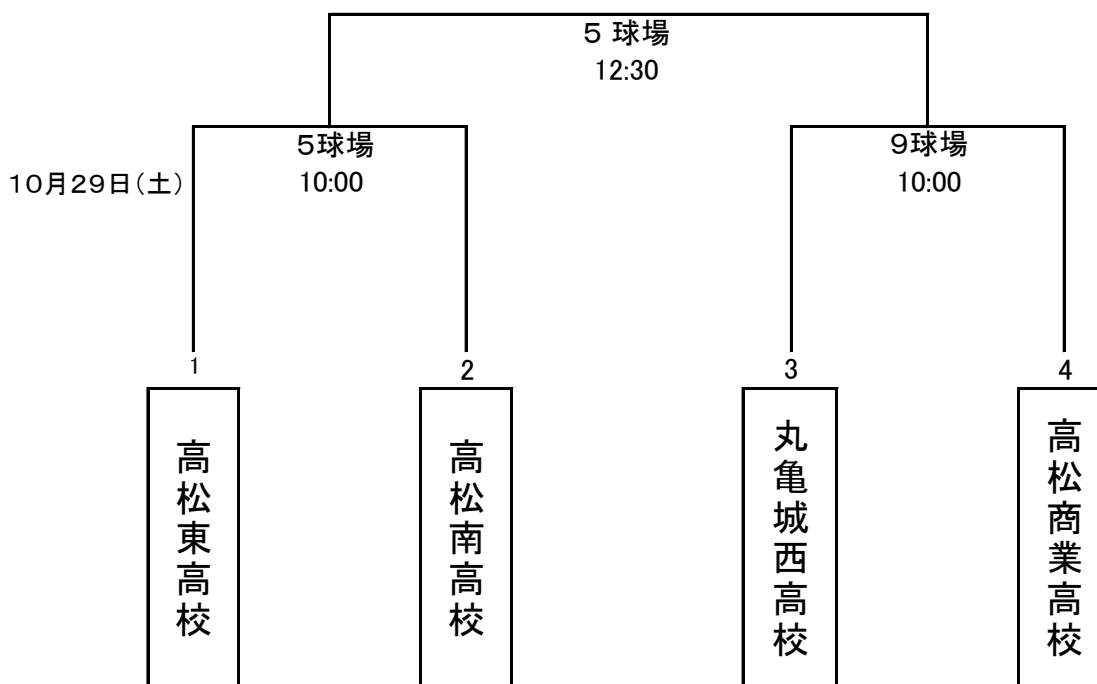 ５ 球場
12:30
５球場
10:00
９球場
10:00
１０月２９日（土）
1
2
3
4
高松東高校
高松南高校
丸亀城西高校
高松商業高校